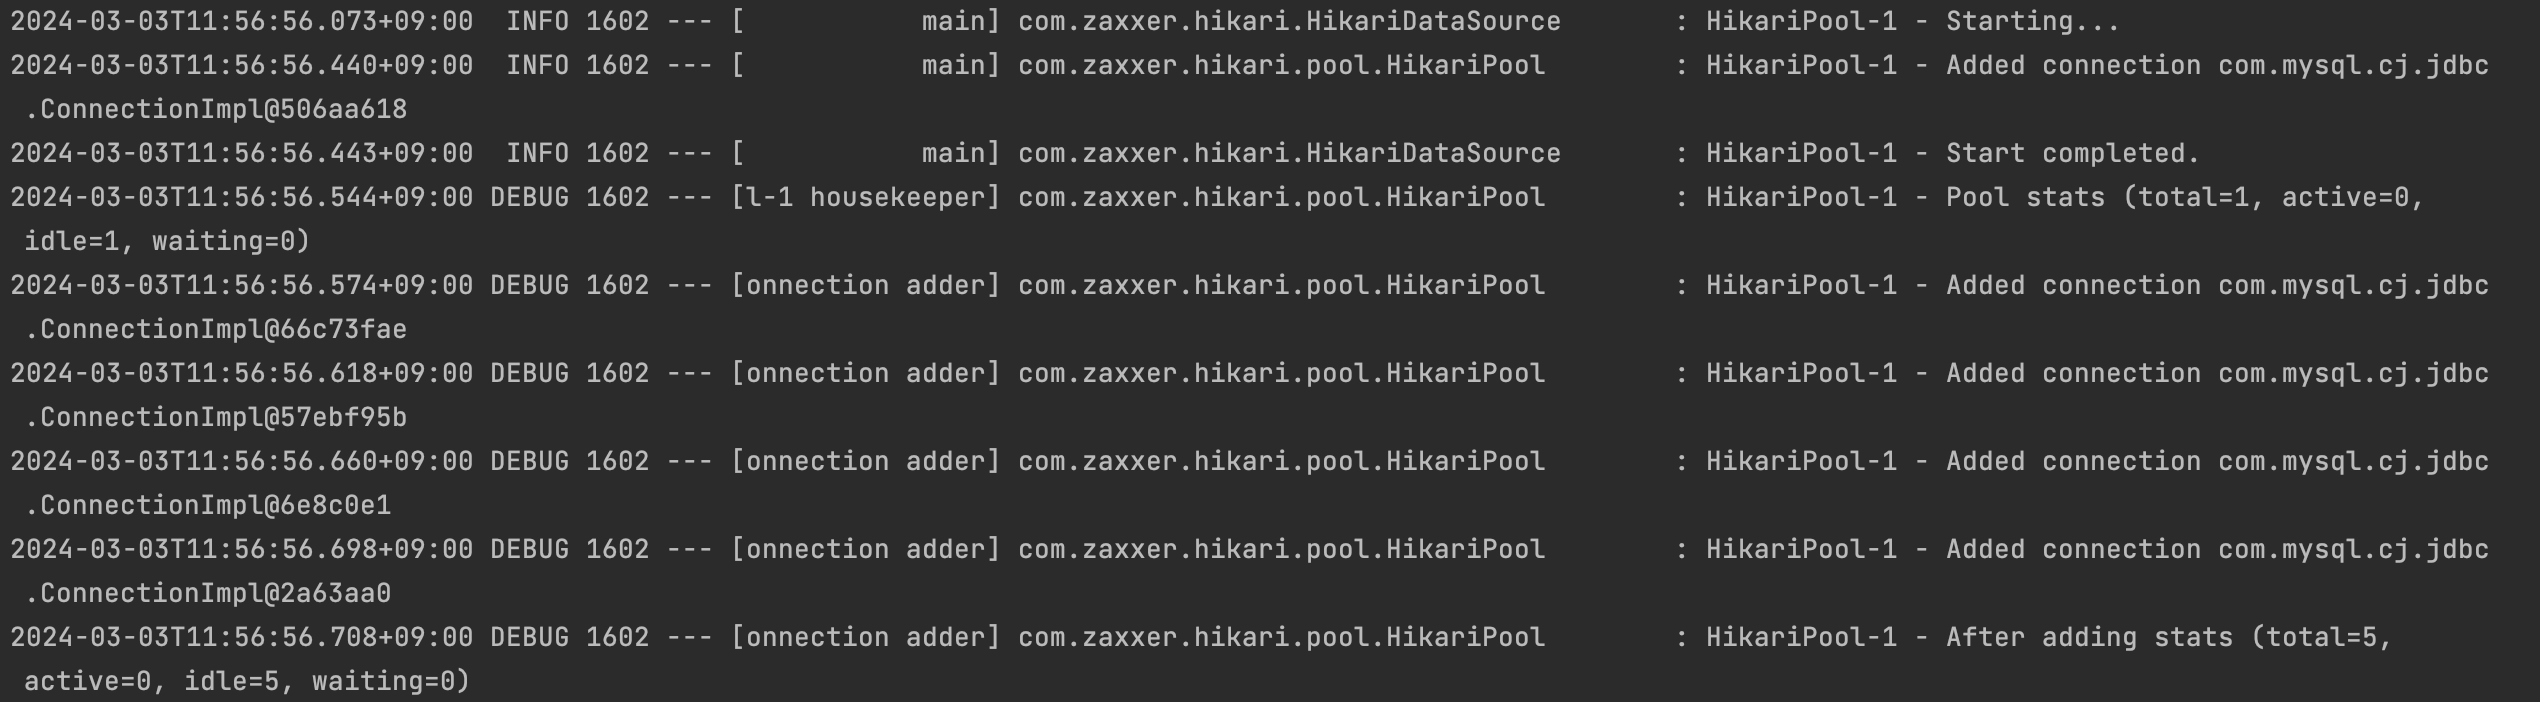 2024-03-03T11:56:56.073+09:00  INFO 1602 --- [           main] com.zaxxer.hikari.HikariDataSource       : HikariPool-1 - Starting...
2024-03-03T11:56:56.440+09:00  INFO 1602 --- [           main] com.zaxxer.hikari.pool.HikariPool        : HikariPool-1 - Added connection com.mysql.cj.jdbc
.ConnectionImpl@506aa618
2024-03-03T11:56:56.443+09:00  INFO 1602 --- [           main] com.zaxxer.hikari.HikariDataSource       : HikariPool-1 - Start completed.
2024-03-03T11:56:56.544+09:00 DEBUG 1602 --- [l-1 housekeeper] com.zaxxer.hikari.pool.HikariPool        : HikariPool-1 - Pool stats (total=1, active=0,
idle=1, waiting=0)
2024-03-03T11:56:56.574+09:00 DEBUG 1602 --- [onnection adder] com.zaxxer.hikari.pool.HikariPool        : HikariPool-1 - Added connection com.mysql.cj.jdbc
.ConnectionImpl@66c73fae
2024-03-03T11:56:56.618+09:00 DEBUG 1602 --- [onnection adder] com.zaxxer.hikari.pool.HikariPool        : HikariPool-1 - Added connection com.mysql.cj.jdbc
.ConnectionImpl@57ebf95b
2024-03-03T11:56:56.660+09:00 DEBUG 1602 --- [onnection adder] com.zaxxer.hikari.pool.HikariPool        : HikariPool-1 - Added connection com.mysql.cj.jdbc
.ConnectionImpl@6e8c0e1
2024-03-03T11:56:56.698+09:00 DEBUG 1602 --- [onnection adder] com.zaxxer.hikari.pool.HikariPool        : HikariPool-1 - Added connection com.mysql.cj.jdbc
.ConnectionImpl@2a63aa0
2024-03-03T11:56:56.708+09:00 DEBUG 1602 --- [onnection adder] com.zaxxer.hikari.pool.HikariPool        : HikariPool-1 - After adding stats (total=5,
active=0, idle=5, waiting=0)